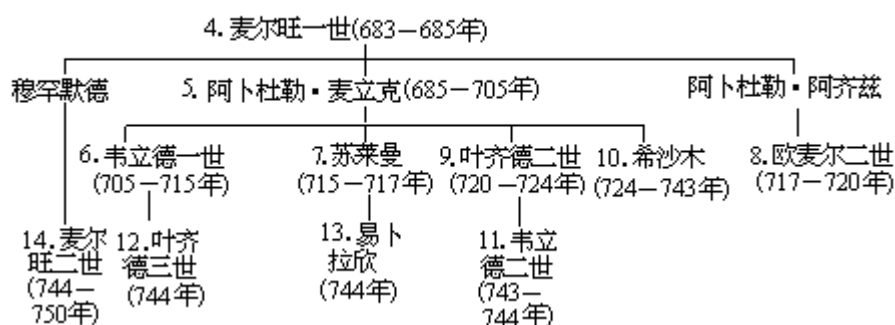 4.麦尔旺一世(683－685年)
穆罕默德
5.阿卜杜勒·麦立克(685－705年)
阿卜杜勒·阿齐兹
6.韦立德一世
(705－715年)
7.苏莱曼
(715－717年)
9.叶齐德二世
(720－724年)
10.希沙木
(724－743年)
8.欧麦尔二世
(717－720年)
14.麦尔
旺二世
(744－
750年)
12.叶齐
德三世
(744年)
13.易卜
拉欣
(744年)
11.韦立
德二世
(743－
744年)